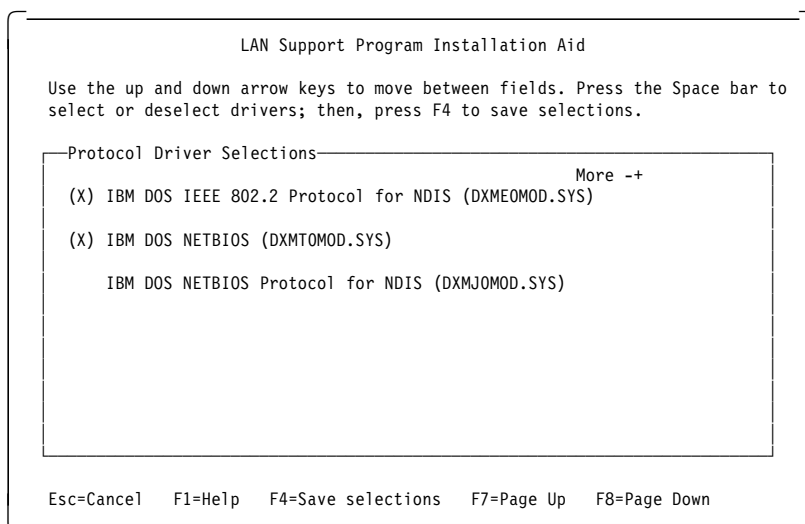 LAN Support Program Installation Aid
Use the up and down arrow keys to move between fields. Press the Space bar to
select or deselect drivers; then, press F4 to save selections.
Protocol Driver Selections
More -+
(X) IBM DOS IEEE 802.2 Protocol for NDIS (DXMEOMOD.SYS)
(X) IBM DOS NETBIOS (DXMTOMOD.SYS)
IBM DOS NETBIOS Protocol for NDIS (DXMJOMOD.SYS)
Esc=Cancel F1=Help F4=Save selections F7=Page Up F8=Page Down